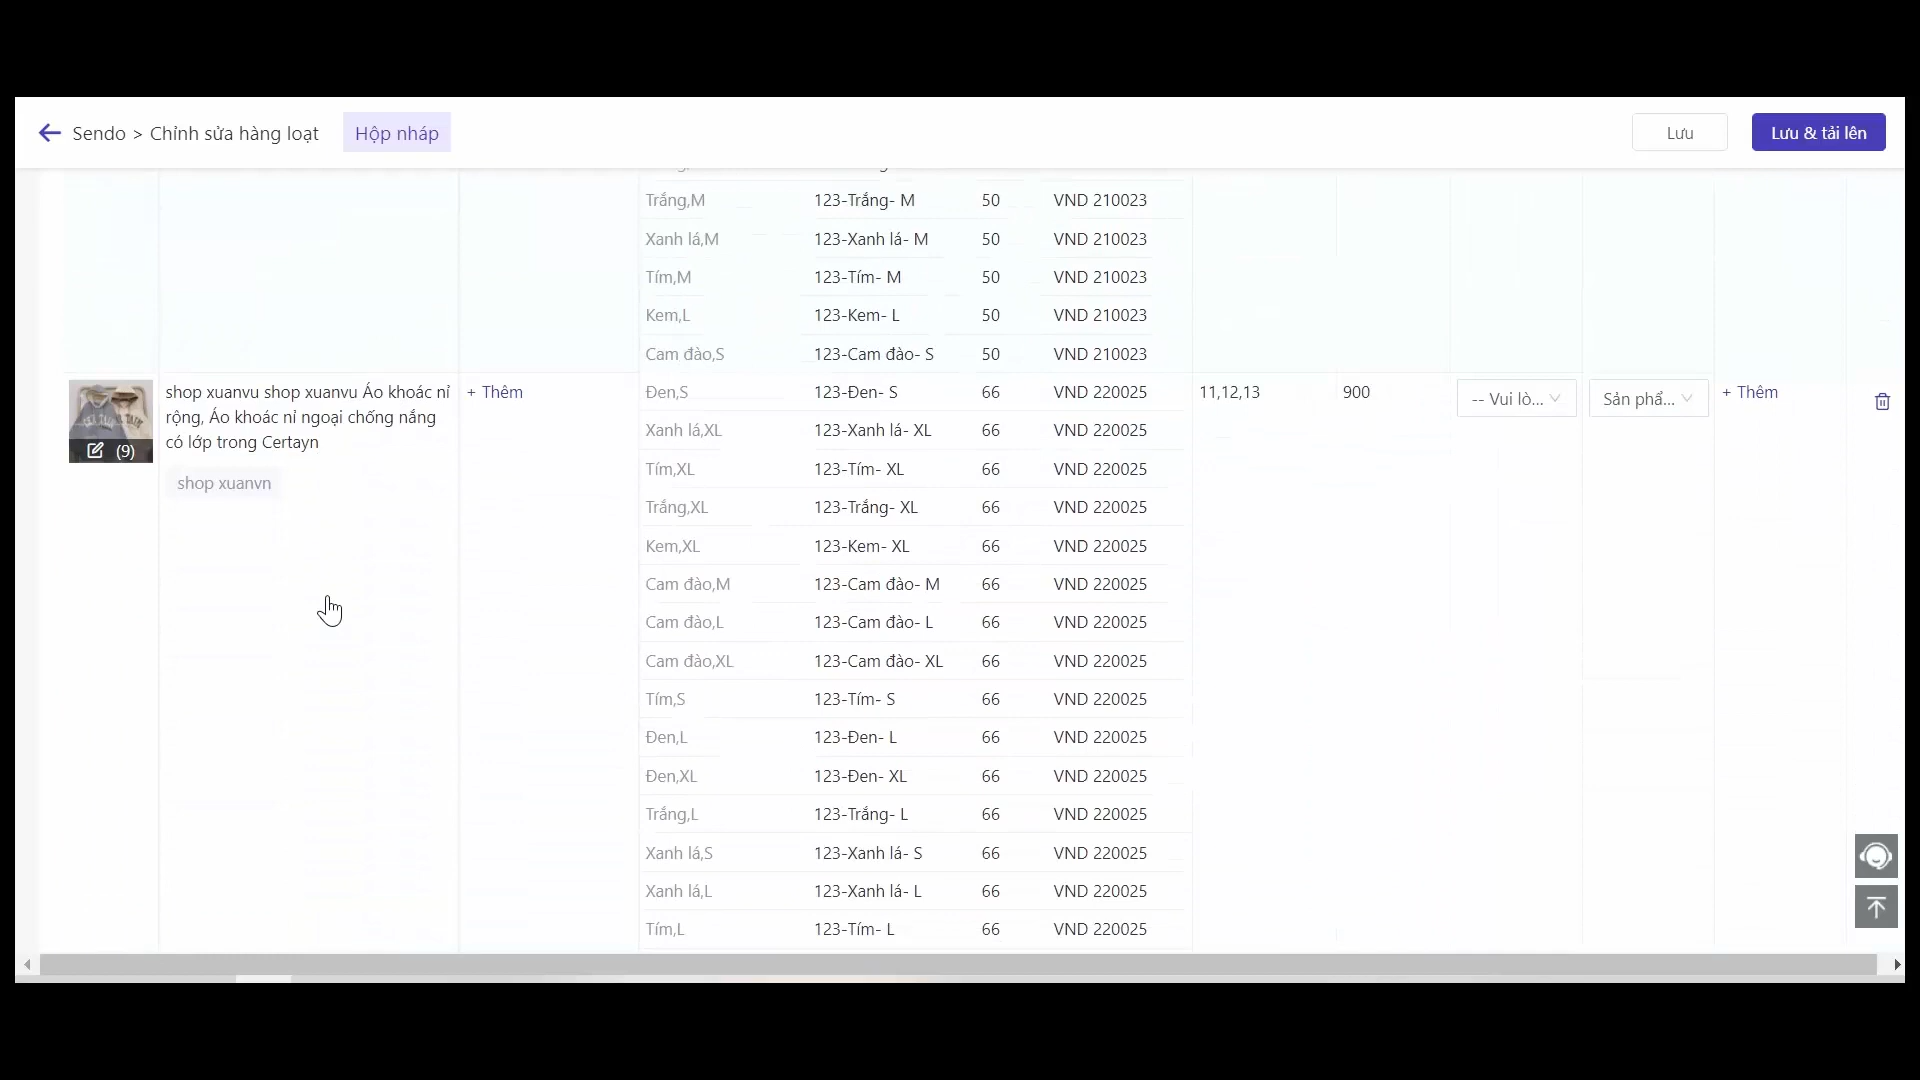 Sendo > Chỉnh sửa hàng loạt Hộp nháp Lưu Lưu & tải lên
Trắng,M 123-Trắng- M 50 VND 210023
Xanh lá,M 123-Xanh lá- M 50 VND 210023
Tím,M 123-Tím- M 50 VND 210023
Kem,L 123-Kem- L 50 VND 210023
Cam đào,S 123-Cam đào- S 50 VND 210023
shop xuanvu shop xuanvu Áo khoác nỉ + Thêm Đen,S 123-Đen- S 66 VND 220025 11,12,13 900 -- Vui lò... Sản phẩ... + Thêm
rộng, Áo khoác nỉ ngoại chống nắng Xanh lá,XL 123-Xanh lá- XL 66 VND 220025
có lớp trong Certayn
(9)
Tím,XL 123-Tím- XL 66 VND 220025
shop xuanvn
Trắng,XL 123-Trắng- XL 66 VND 220025
Kem,XL 123-Kem- XL 66 VND 220025
Cam đào,M 123-Cam đào- M 66 VND 220025
Cam đào,L 123-Cam đào- L 66 VND 220025
Cam đào,XL 123-Cam đào- XL 66 VND 220025
Tím,S 123-Tím- S 66 VND 220025
Đen,L 123-Đen- L 66 VND 220025
Đen,XL 123-Đen- XL 66 VND 220025
Trắng,L 123-Trắng- L 66 VND 220025
Xanh lá,S 123-Xanh lá- S 66 VND 220025
Xanh lá,L 123-Xanh lá- L 66 VND 220025
Tím,L 123-Tím- L 66 VND 220025